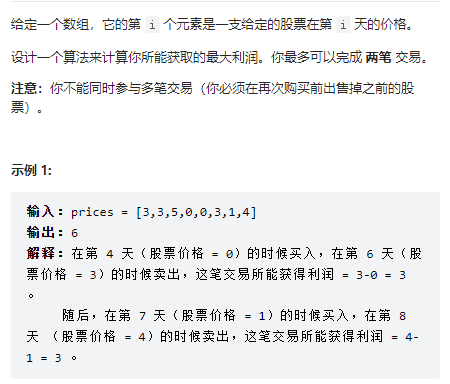 给定一个数组，它的第 i 个元素是一支给定的股票在第 i 天的价格。
设计一个算法来计算你所能获取的最大利润。你最多可以完成 两笔 交易。
注意：你不能同时参与多笔交易（你必须在再次购买前出售掉之前的股
票）。
示例 1:
输入：prices = [3,3,5,0,0,3,1,4]
输出：6
解释：在第 4 天（股票价格 = 0）的时候买入，在第 6 天（股
票价格 = 3）的时候卖出，这笔交易所能获得利润 = 3-0 = 3
。
随后，在第 7 天（股票价格 = 1）的时候买入，在第 8
天 （股票价格 = 4）的时候卖出，这笔交易所能获得利润 = 4-
1 = 3 。